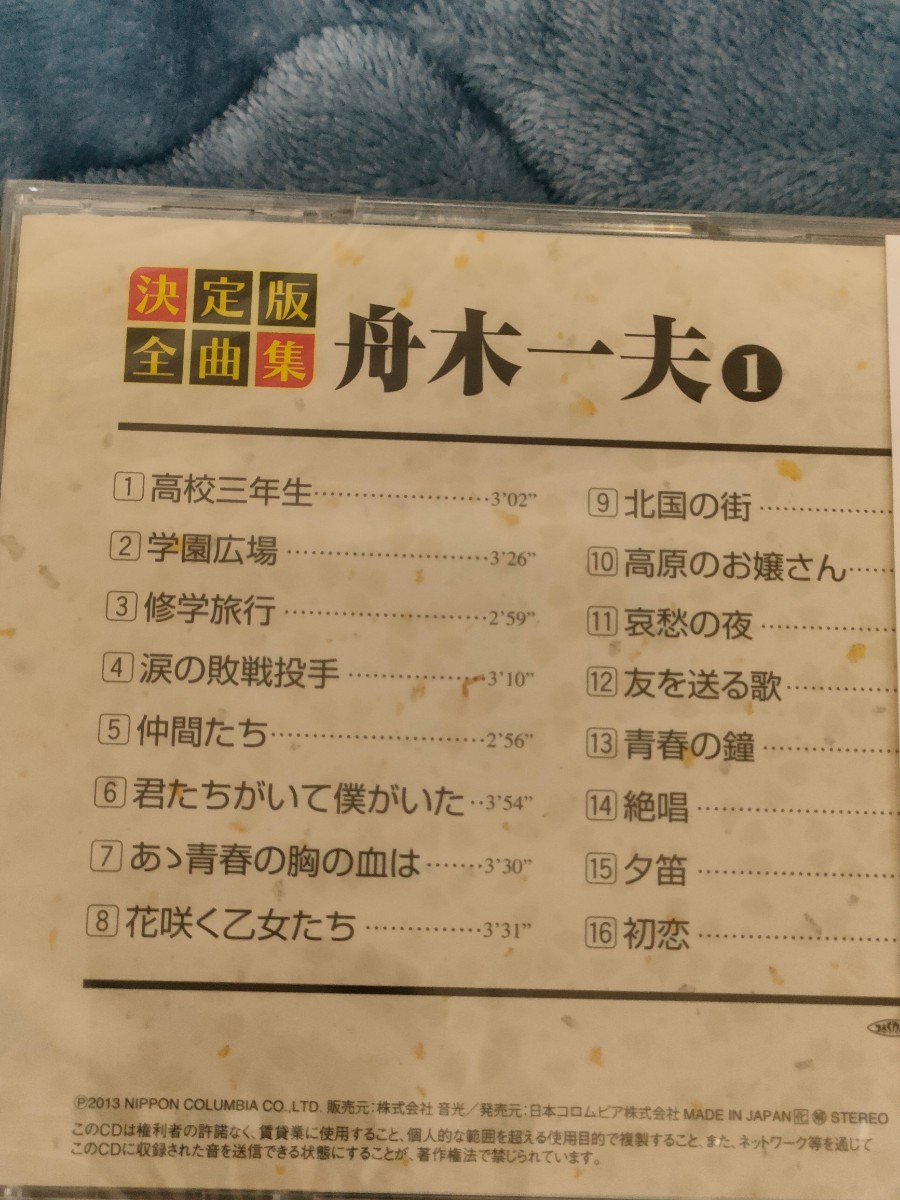 決定版
全曲集
舟木一夫❶
1 高校三年生…………………3’02”
2 学園広場…………………3’26”
3 修学旅行…………………2’59”
4 涙の敗戦投手……………3’10”
5 仲間たち…………………2’56”
6 君たちがいて僕がいた‥3’54”
7 あゝ青春の胸の血は……3’30”
8 花咲く乙女たち…………3’31”
9 北国の街…………
10 高原のお嬢さん……
11 哀愁の夜…………
12 友を送る歌…………
13 青春の鐘…………
14 絶唱…………
15 夕笛…………
16 初恋…………
Ⓟ2013 NIPPON COLUMBIA CO.,LTD. 販売元：株式会社 音光／発売元：日本コロムビア株式会社 MADE IN JAPAN STEREO
このCDは権利者の許諾なく、賃貸業に使用すること、個人的な範囲を超える使用目的で複製すること、また、ネットワーク等を通じて
このCDに収録された音を送信できる状態にすることが、著作権法で禁じられています。